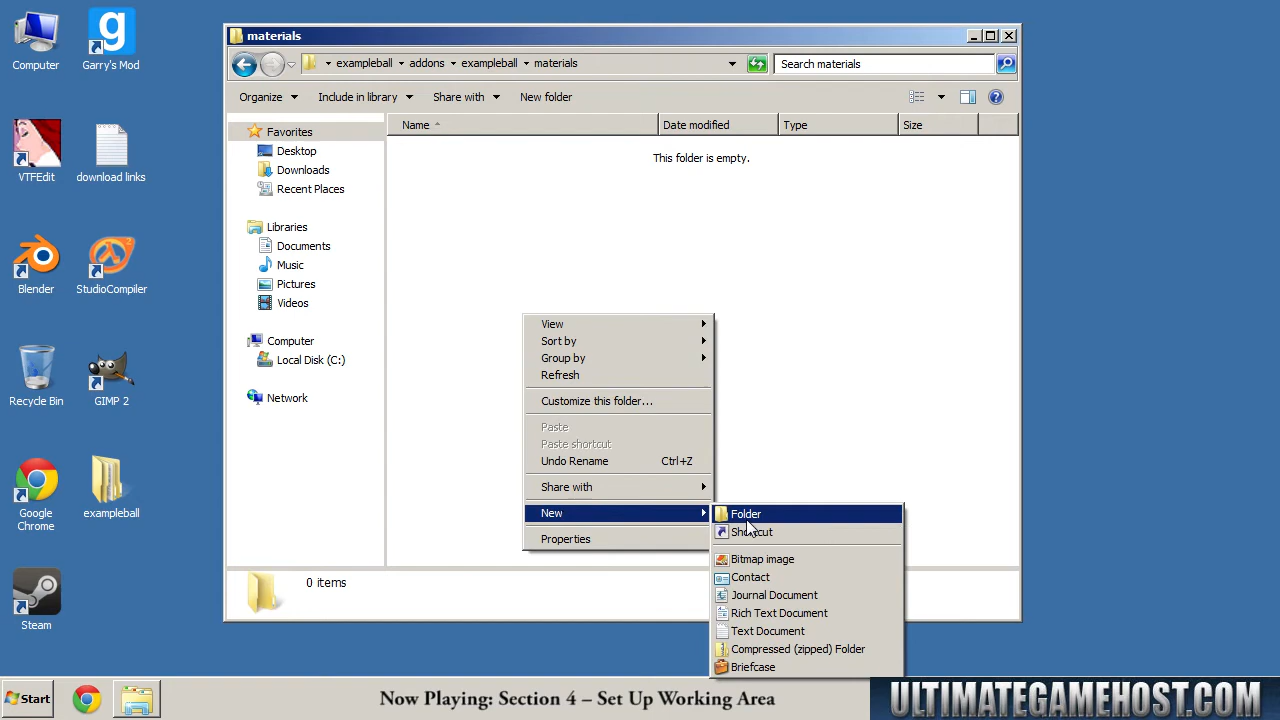 Computer
Garry's Mod
VTFEdit
download links
Blender
StudioCompiler
Recycle Bin
GIMP 2
Google
Chrome
exampleball
Steam
materials
exampleball
addons
exampleball
materials
Search materials
Organize
Include in library
Share with
New folder
Name
Date modified
Type
Size
Favorites
Desktop
Downloads
Recent Places
Libraries
Documents
Music
Pictures
Videos
Computer
Local Disk (C:)
Network
This folder is empty.
View
Sort by
Group by
Refresh
Customize this folder...
Paste
Paste shortcut
Undo Rename Ctrl+Z
Share with
New
Properties
Folder
Shortcut
Bitmap image
Contact
Journal Document
Rich Text Document
Text Document
Compressed (zipped) Folder
Briefcase
0 items
Start
Now Playing: Section 4 – Set Up Working Area
ULTIMATEGAMEHOST.COM